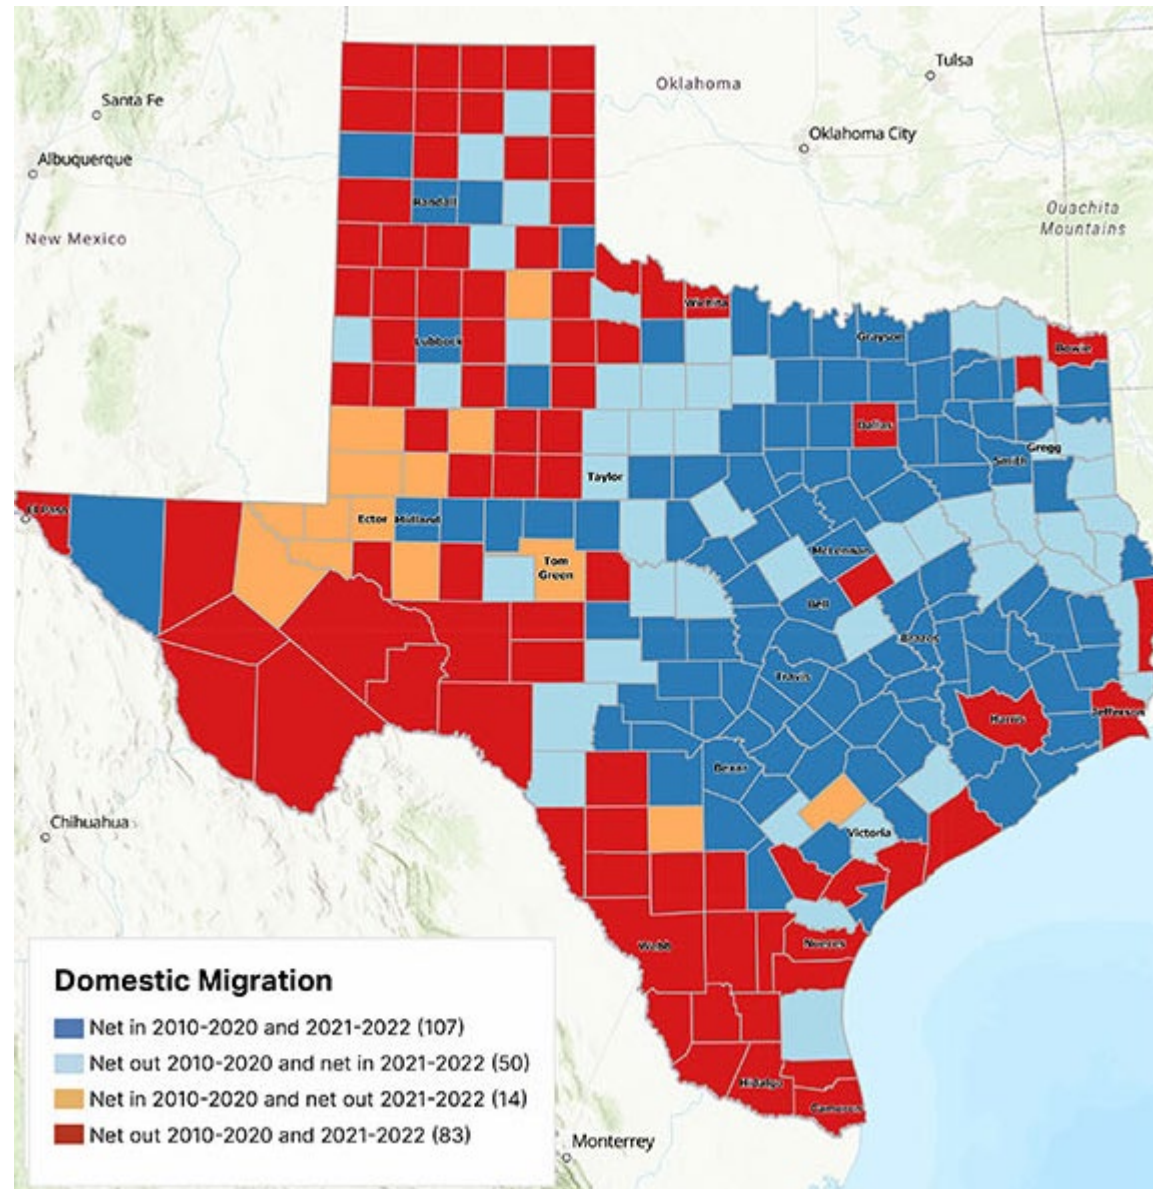 Tulsa
Oklahoma
Santa Fe
Oklahoma City
Albuquerque
Randall
Ouachita
Mountains
New Mexico
Wichita
Lubbock
Grayson
Bowie
Dallas
Gregg
Smith
Taylor
El Paso
Ector
Midland
McLennan
Tom
Green
Bell
Brazos
Travis
Harris
Jefferson
Bexar
Chihuahua
Victoria
Webb
Nueces
Domestic Migration
Net in 2010-2020 and 2021-2022 (107)
Net out 2010-2020 and net in 2021-2022 (50)
Net in 2010-2020 and net out 2021-2022 (14)
Net out 2010-2020 and 2021-2022 (83)
Hidalgo
Cameron
Monterrey